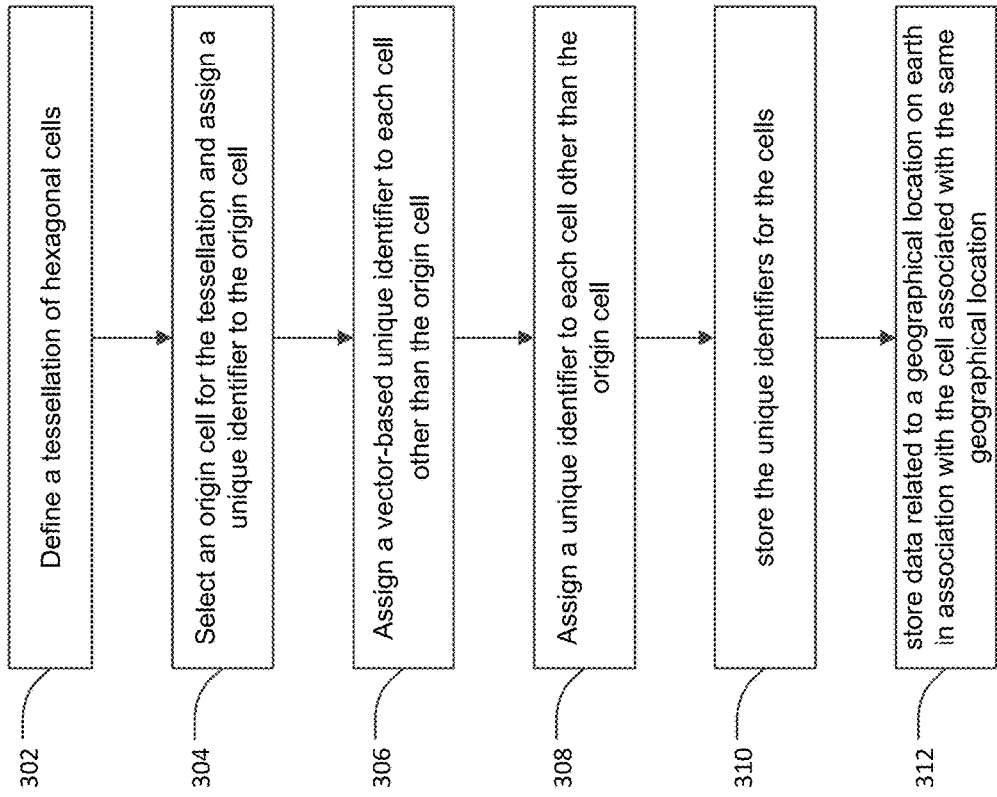 302
Define a tessellation of hexagonal cells
304
Select an origin cell for the tessellation and assign a
unique identifier to the origin cell
306
Assign a vector-based unique identifier to each cell
other than the origin cell
308
Assign a unique identifier to each cell other than the
origin cell
310
store the unique identifiers for the cells
312
store data related to a geographical location on earth
in association with the cell associated with the same
geographical location